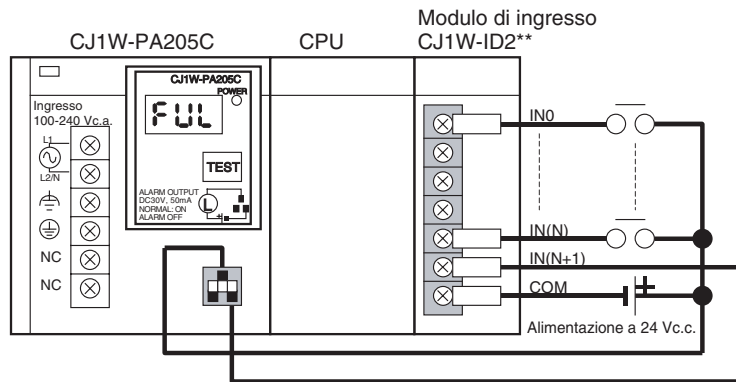 Modulo di ingresso
CJ1W-PA205C
CPU
CJ1W-ID2**
CJ1W-PA205C
POWER
Ingresso
100-240 Vc.a.
FUL
IN0
L1
TEST
L2/N
ALARM OUTPUT
DC30V, 50mA
NORMAL: ON
ALARM OFF
L
IN(N)
IN(N+1)
NC
COM
NC
Alimentazione a 24 Vc.c.